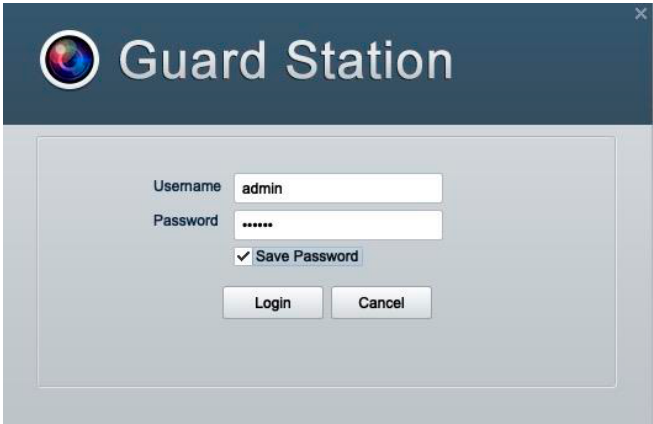 Guard Station
Username admin
Password ••••••
Save Password
Login Cancel